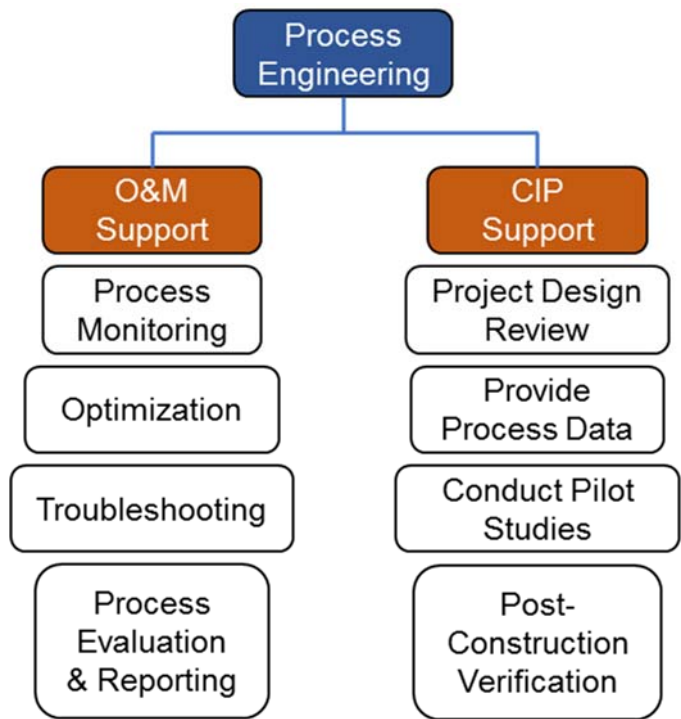 Process
Engineering
O&M
Support
Process
Monitoring
Optimization
Troubleshooting
Process
Evaluation
& Reporting
CIP
Support
Project Design
Review
Provide
Process Data
Conduct Pilot
Studies
Post-
Construction
Verification